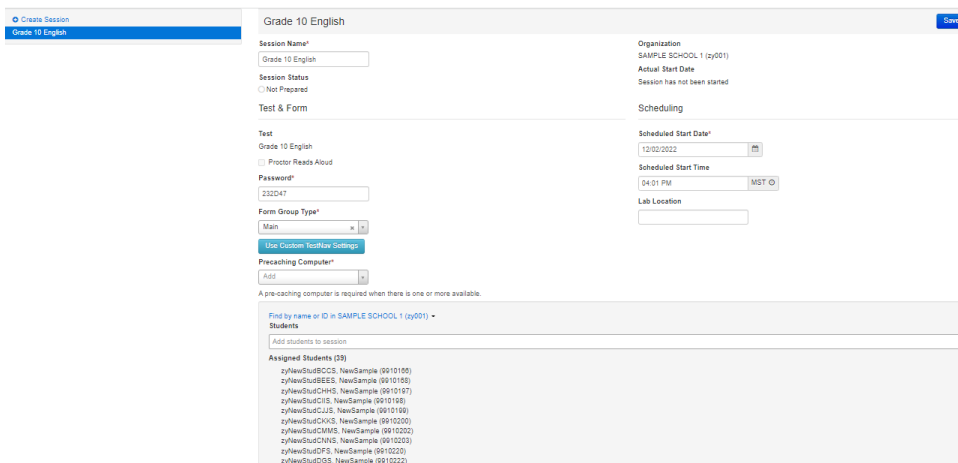 Create Session
Grade 10 English
Grade 10 English
Save
Session Name*
Grade 10 English
Session Status
Not Prepared
Organization
SAMPLE SCHOOL 1 (zy001)
Actual Start Date
Session has not been started
Test & Form
Test
Grade 10 English
Proctor Reads Aloud
Password*
232D47
Form Group Type*
Main
Use Custom TestNav Settings
Precaching Computer*
Add
A pre-caching computer is required when there is one or more available.
Scheduling
Scheduled Start Date*
12/02/2022
Scheduled Start Time
04:01 PM MST
Lab Location
Find by name or ID in SAMPLE SCHOOL 1 (zy001)
Students
Add students to session
Assigned Students (39)
zyNewStudBCCS, NewSample (9910166)
zyNewStudBEES, NewSample (9910168)
zyNewStudCHHS, NewSample (9910197)
zyNewStudCIIS, NewSample (9910198)
zyNewStudCJJS, NewSample (9910199)
zyNewStudCKKS, NewSample (9910200)
zyNewStudCMMS, NewSample (9910202)
zyNewStudCNNS, NewSample (9910203)
zyNewStudDFS, NewSample (9910220)
zyNewStudDGS, NewSample (9910222)